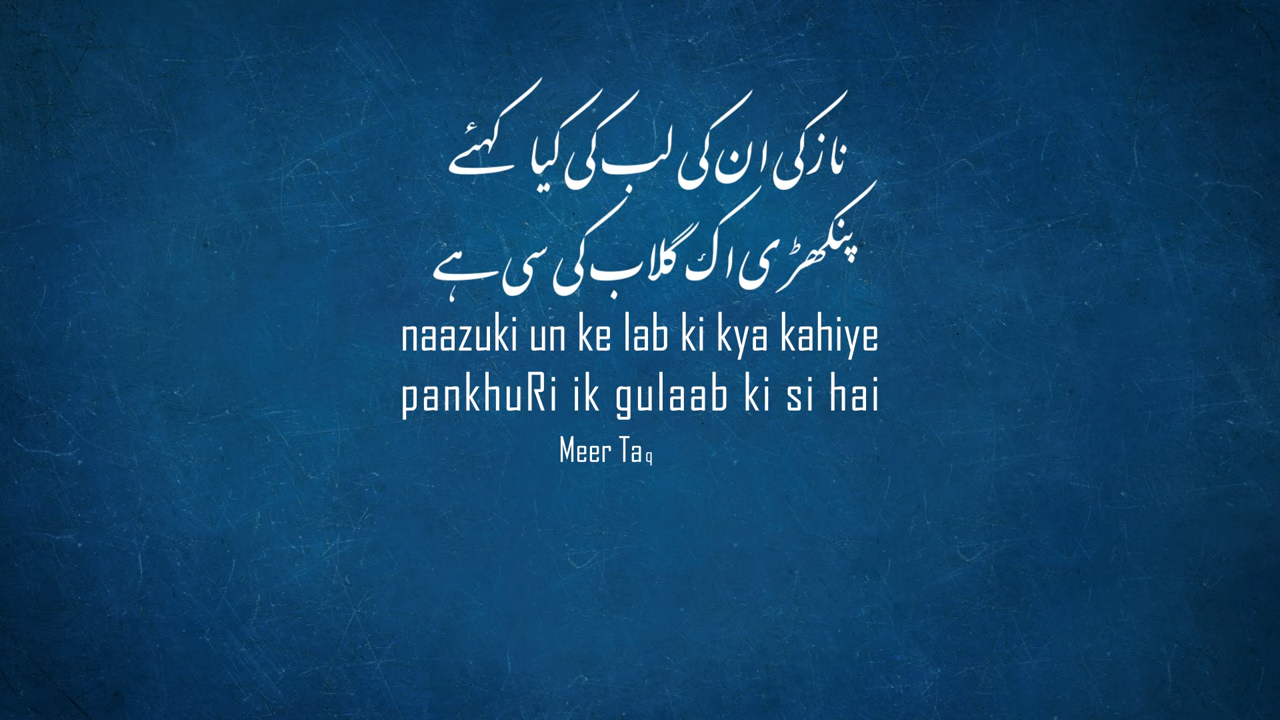 نازکی ان کی لب کی کیا کہئے
پنکھڑی اک گلاب کی سی ہے
naazuki un ke lab ki kya kahiye
pankhuRi ik gulaab ki si hai
Meer Taq